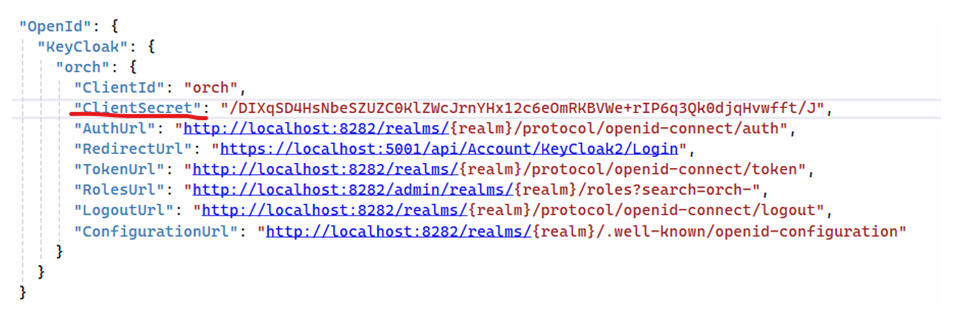 "OpenId": {
"KeyCloak": {
"orch": {
"ClientId": "orch",
"ClientSecret": "/DIXqSD4HsNbeSZUZC0KlZWcJrnYHx12c6eOmRKBVWe+rIP6q3Qk0djqHvwfft/J",
"AuthUrl": "http://localhost:8282/realms/{realm}/protocol/openid-connect/auth",
"RedirectUrl": "https://localhost:5001/api/Account/KeyCloak2/Login",
"TokenUrl": "http://localhost:8282/realms/{realm}/protocol/openid-connect/token",
"RolesUrl": "http://localhost:8282/admin/realms/{realm}/roles?search=orch-",
"LogoutUrl": "http://localhost:8282/realms/{realm}/protocol/openid-connect/logout",
"ConfigurationUrl": "http://localhost:8282/realms/{realm}/.well-known/openid-configuration"
}
}
}